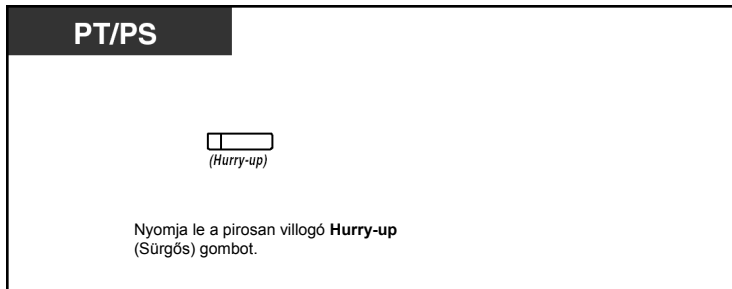 PT/PS
(Hurry-up)
Nyomja le a pirosan villogó Hurry-up
(Sürgős) gombot.